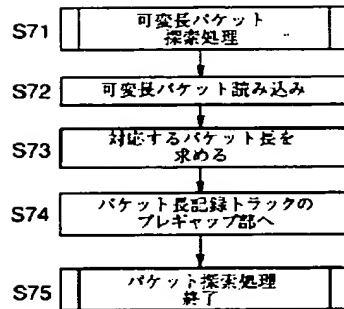 S71
可変長パケット
探索処理
S72
可変長パケット読み込み
S73
対応するパケット長を
求める
S74
パケット長記録トラックの
プレギャップ部へ
S75
パケット探索処理
終了